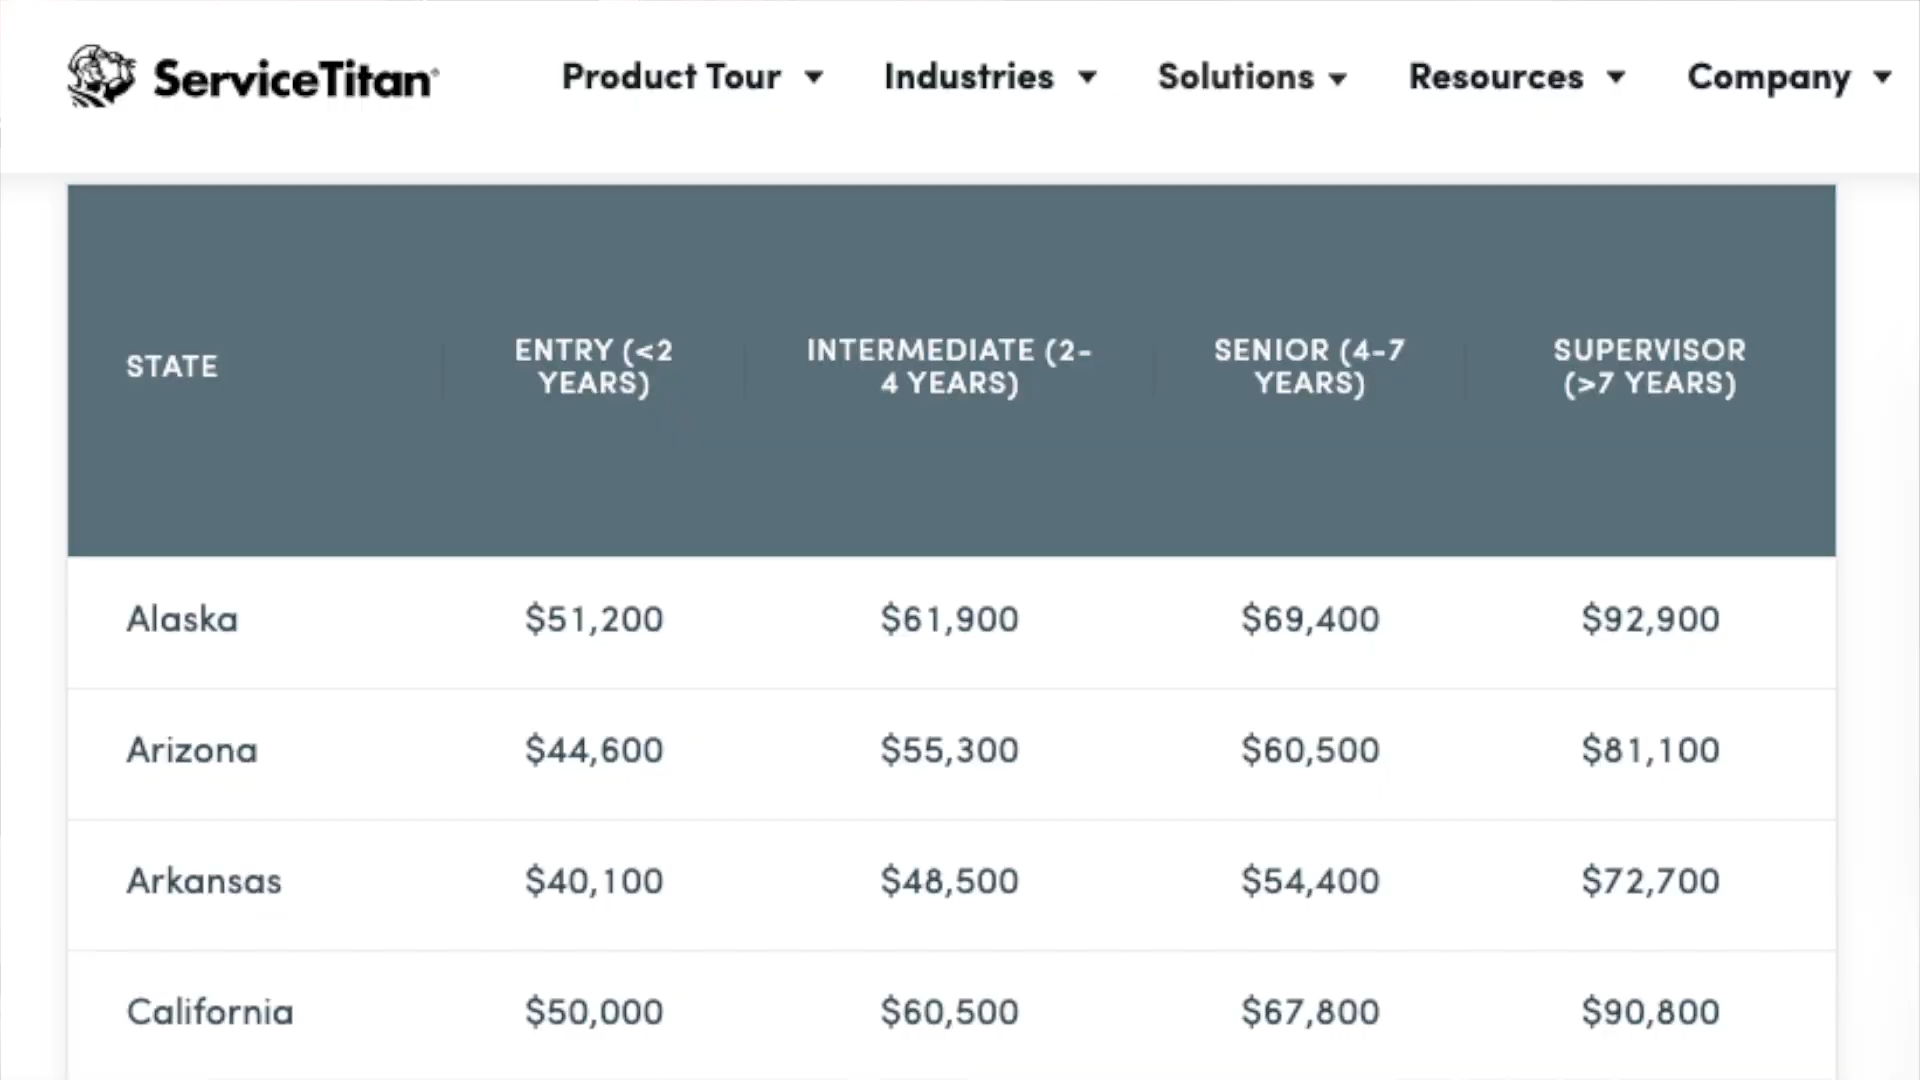 ServiceTitan® Product Tour Industries Solutions Resources Company
STATE
ENTRY (<2
YEARS)
INTERMEDIATE (2-
4 YEARS)
SENIOR (4-7
YEARS)
SUPERVISOR
(>7 YEARS)
Alaska $51,200 $61,900 $69,400 $92,900
Arizona $44,600 $55,300 $60,500 $81,100
Arkansas $40,100 $48,500 $54,400 $72,700
California $50,000 $60,500 $67,800 $90,800